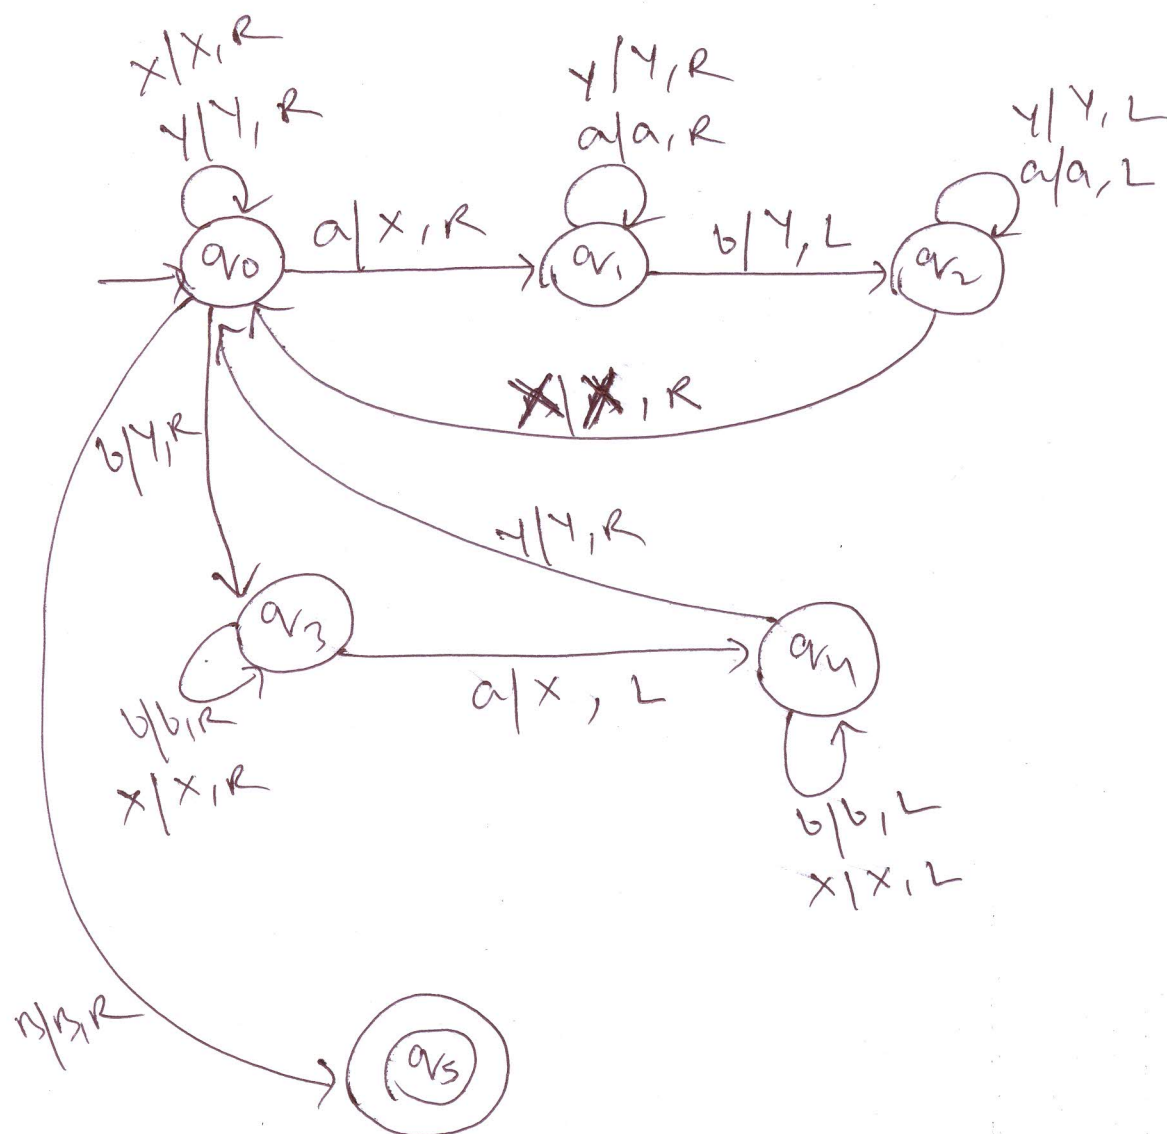 x/x, R
y/y, R
y/y, R
a/a, R
y/y, L
a/a, L
q0
a/x, R
q1
b/y, L
q2
x/x, R
b/y, R
y/y, R
q3
a/x, L
q4
b/b, R
x/x, R
b/b, L
x/x, L
B/B, R
q5